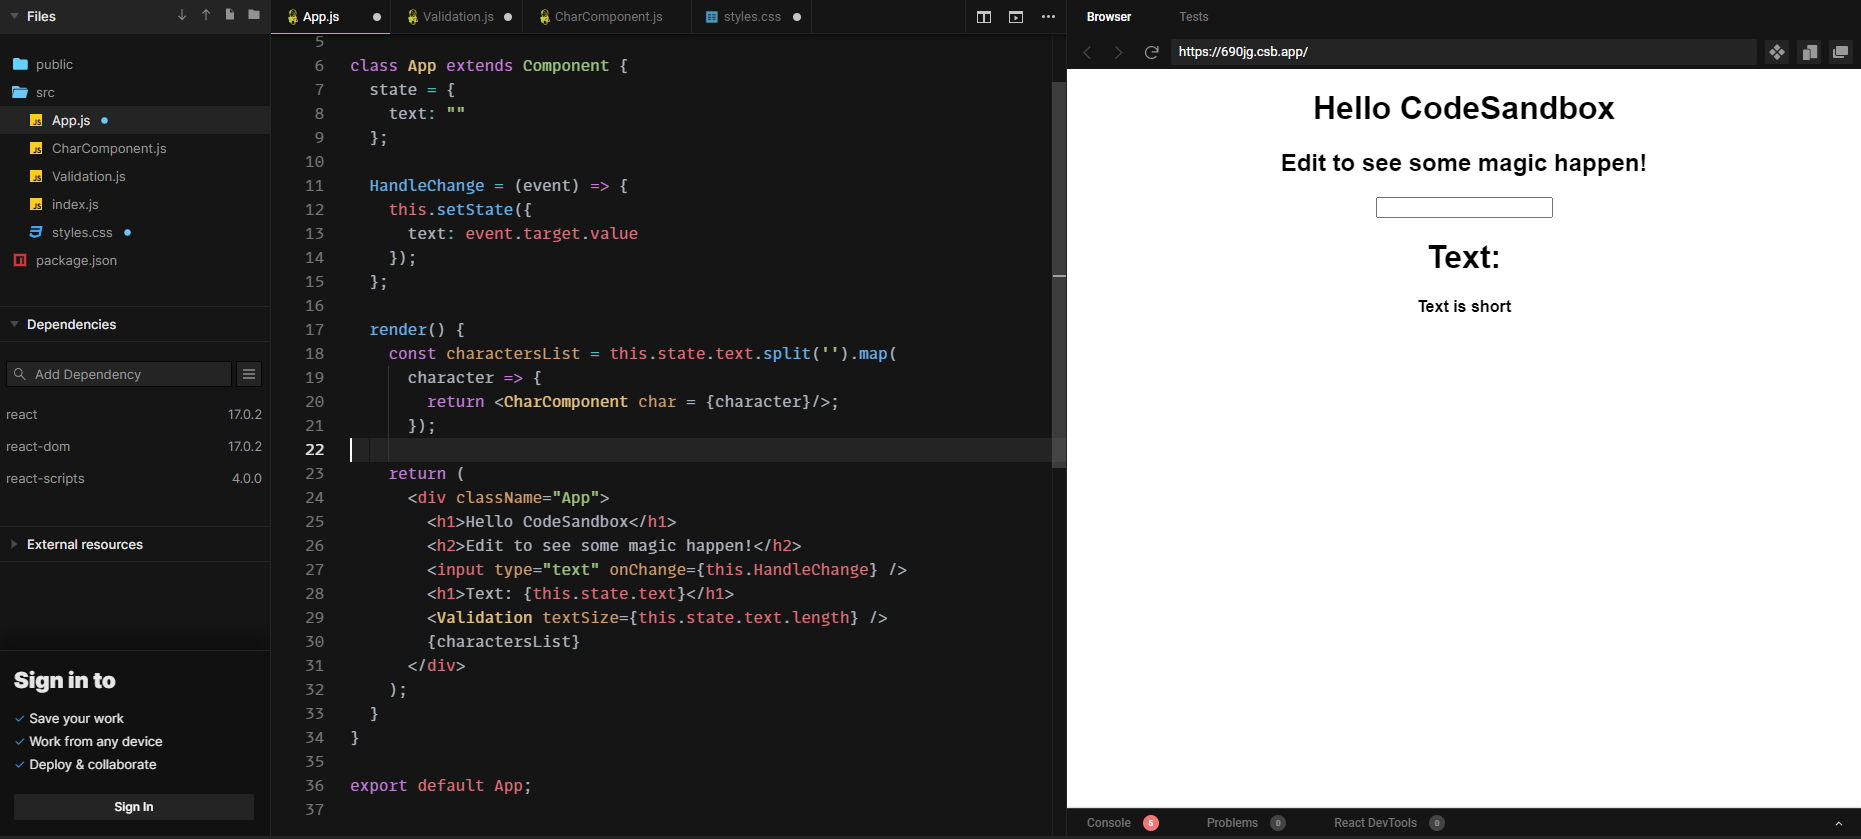 Files
public
src
App.js
CharComponent.js
Validation.js
index.js
styles.css
package.json
Dependencies
Add Dependency
react 17.0.2
react-dom 17.0.2
react-scripts 4.0.0
External resources
Sign in to
Save your work
Work from any device
Deploy & collaborate
Sign In
App.js Validation.js CharComponent.js styles.css
5
6 class App extends Component {
7 state = {
8 text: ""
9 };
10
11 HandleChange = (event) => {
12 this.setState({
13 text: event.target.value
14 });
15 };
16
17 render() {
18 const charactersList = this.state.text.split('').map(
19 character => {
20 return <CharComponent char = {character}/>;
21 });
22
23 return (
24 <div className="App">
25 <h1>Hello CodeSandbox</h1>
26 <h2>Edit to see some magic happen!</h2>
27 <input type="text" onChange={this.HandleChange} />
28 <h1>Text: {this.state.text}</h1>
29 <Validation textSize={this.state.text.length} />
30 {charactersList}
31 </div>
32 );
33 }
34 }
35
36 export default App;
37
Browser Tests
https://690jg.csb.app/
Hello CodeSandbox
Edit to see some magic happen!
Text:
Text is short
Console 5 Problems 0 React DevTools 0